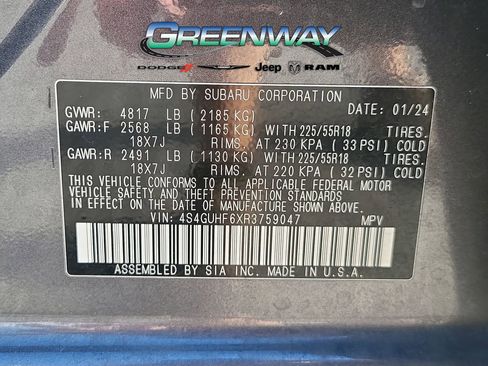 GREENWAY
DODGE Jeep RAM
MFD BY SUBARU CORPORATION
GVWR: 4817 LB ( 2185 KG) DATE: 01/24
GAWR:F 2568 LB ( 1165 KG) WITH 225/55R18 TIRES.
18X7J RIMS. AT 230 KPA ( 33 PSI) COLD
GAWR:R 2491 LB ( 1130 KG) WITH 225/55R18 TIRES.
18X7J RIMS. AT 220 KPA ( 32 PSI) COLD
THIS VEHICLE CONFORMS TO ALL APPLICABLE FEDERAL MOTOR
VEHICLE SAFETY AND THEFT PREVENTION STANDARDS
IN EFFECT ON THE DATE OF MANUFACTURE SHOWN ABOVE.
VIN: 4S4GUHF6XR3759047 MPV
ASSEMBLED BY SIA INC. MADE IN U.S.A.